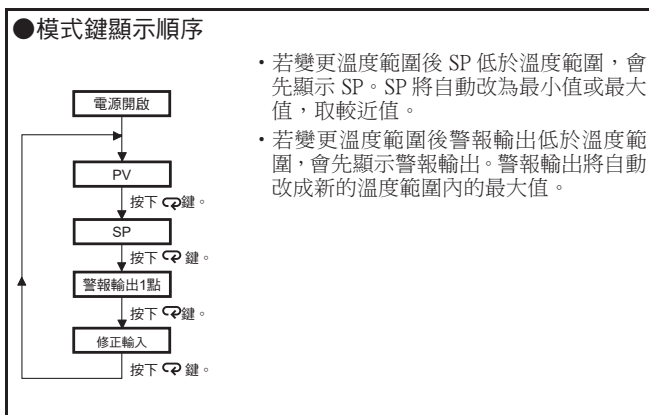 ●模式鍵顯示順序
電源開啟
PV
按下 鍵。
SP
按下 鍵。
警報輸出1點
按下 鍵。
修正輸入
按下 鍵。
・若變更溫度範圍後 SP 低於溫度範圍，會
先顯示 SP。SP 將自動改為最小值或最大
值，取較近值。
・若變更溫度範圍後警報輸出低於溫度範
圍，會先顯示警報輸出。警報輸出將自動
改成新的溫度範圍內的最大值。